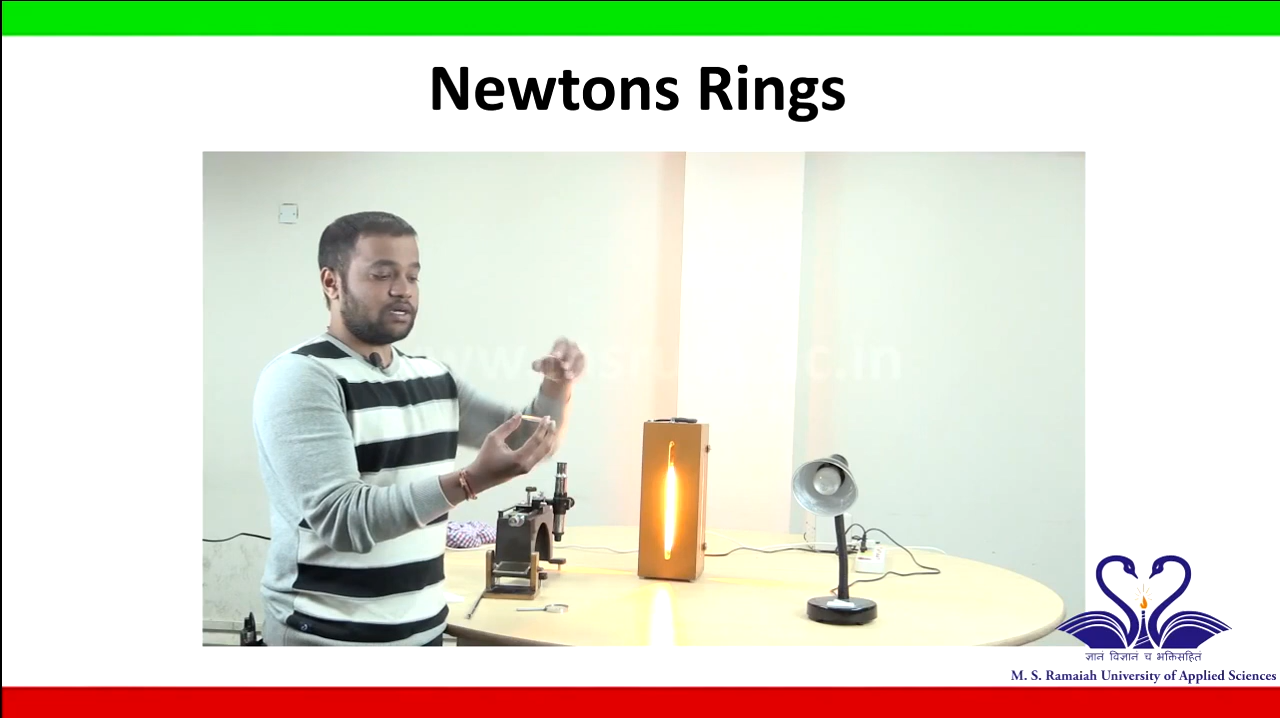 Newtons Rings
ज्ञानं विज्ञानं च भक्तिसहितं
M. S. Ramaiah University of Applied Sciences